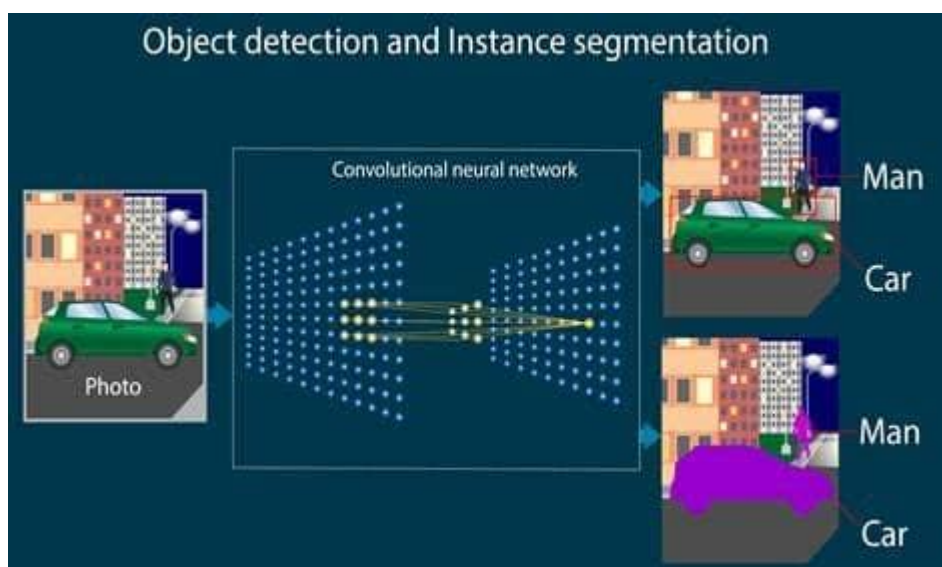 Object detection and Instance segmentation
Convolutional neural network
Photo
Man
Car
Man
Car